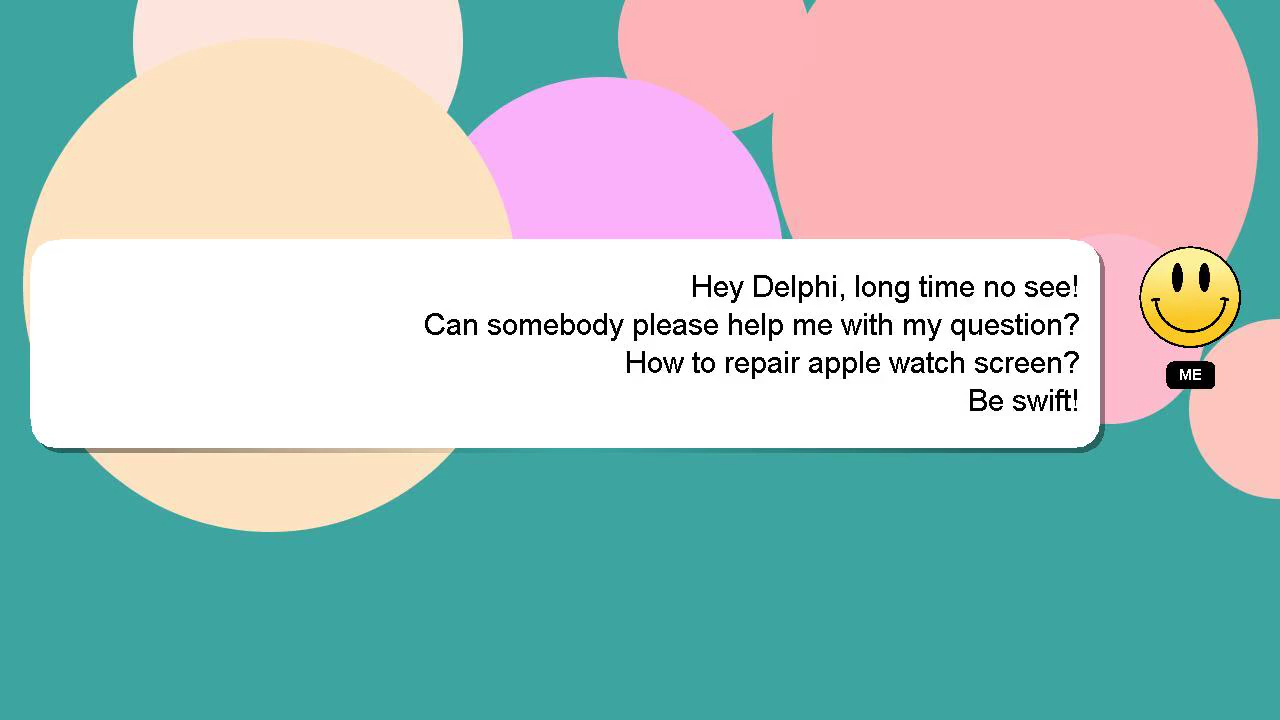 Hey Delphi, long time no see!
Can somebody please help me with my question?
How to repair apple watch screen?
Be swift!
ME